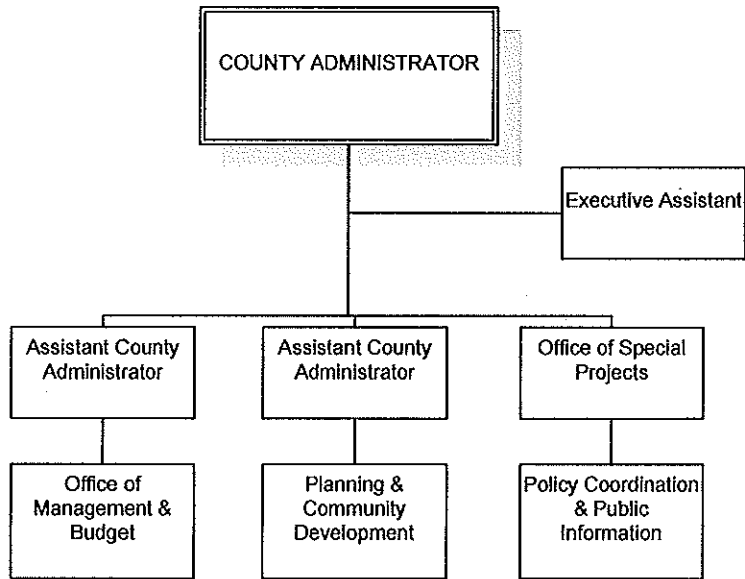 COUNTY ADMINISTRATOR
Executive Assistant
Assistant County
Administrator
Assistant County
Administrator
Office of Special
Projects
Office of
Management &
Budget
Planning &
Community
Development
Policy Coordination
& Public
Information